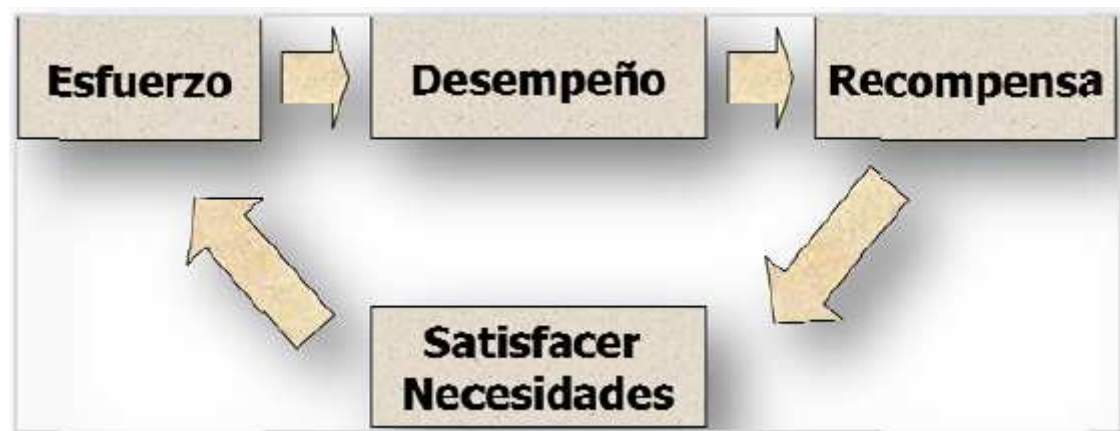 Esfuerzo
Desempeño
Recompensa
Satisfacer
Necesidades